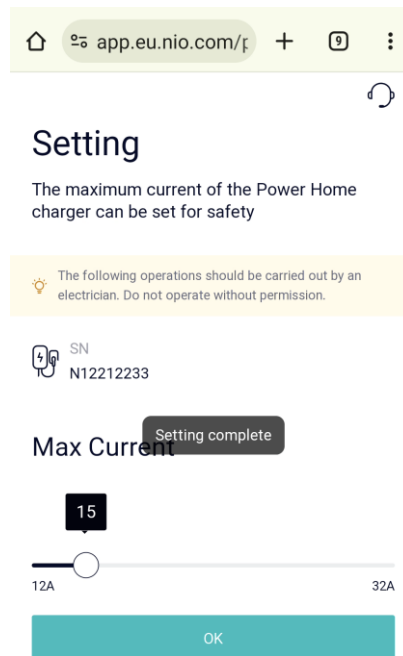 app.eu.nio.com/p
9
Setting
The maximum current of the Power Home
charger can be set for safety
The following operations should be carried out by an
electrician. Do not operate without permission.
SN
N12212233
Setting complete
Max Current
15
12A
32A
OK